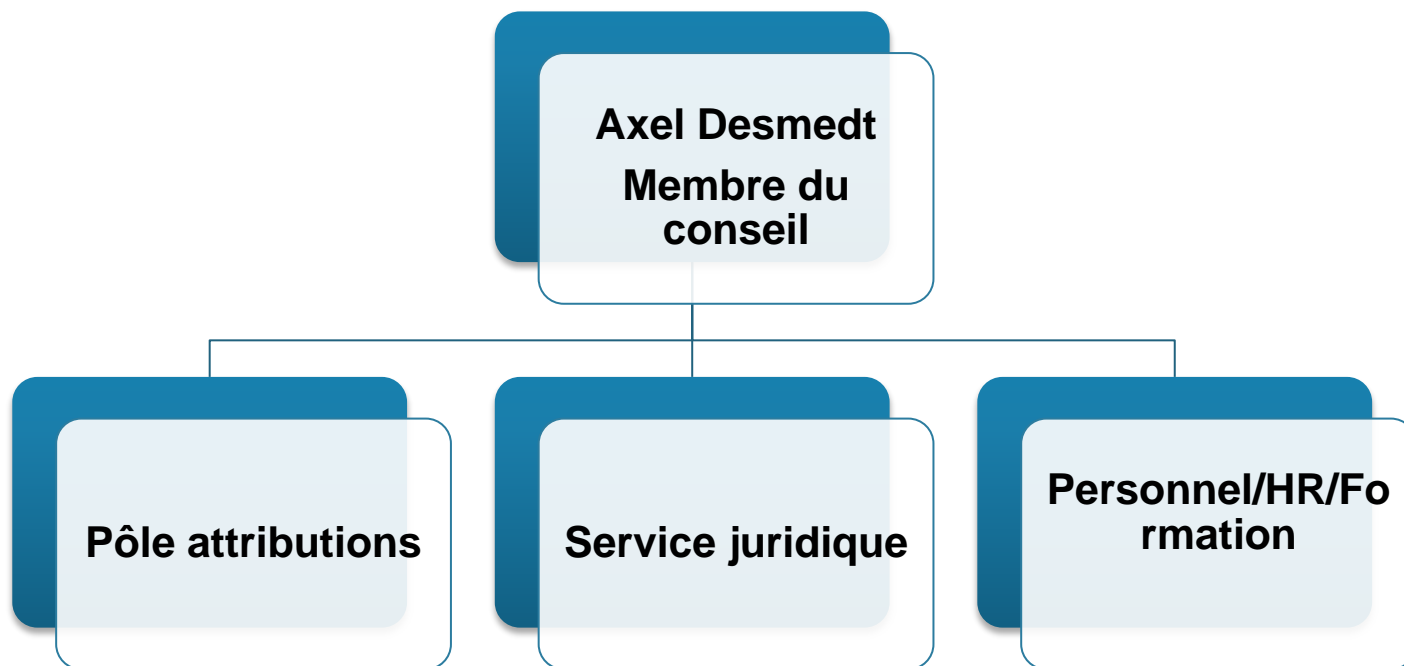 Axel Desmedt
Membre du
conseil
Pôle attributions
Service juridique
Personnel/HR/Fo
rmation